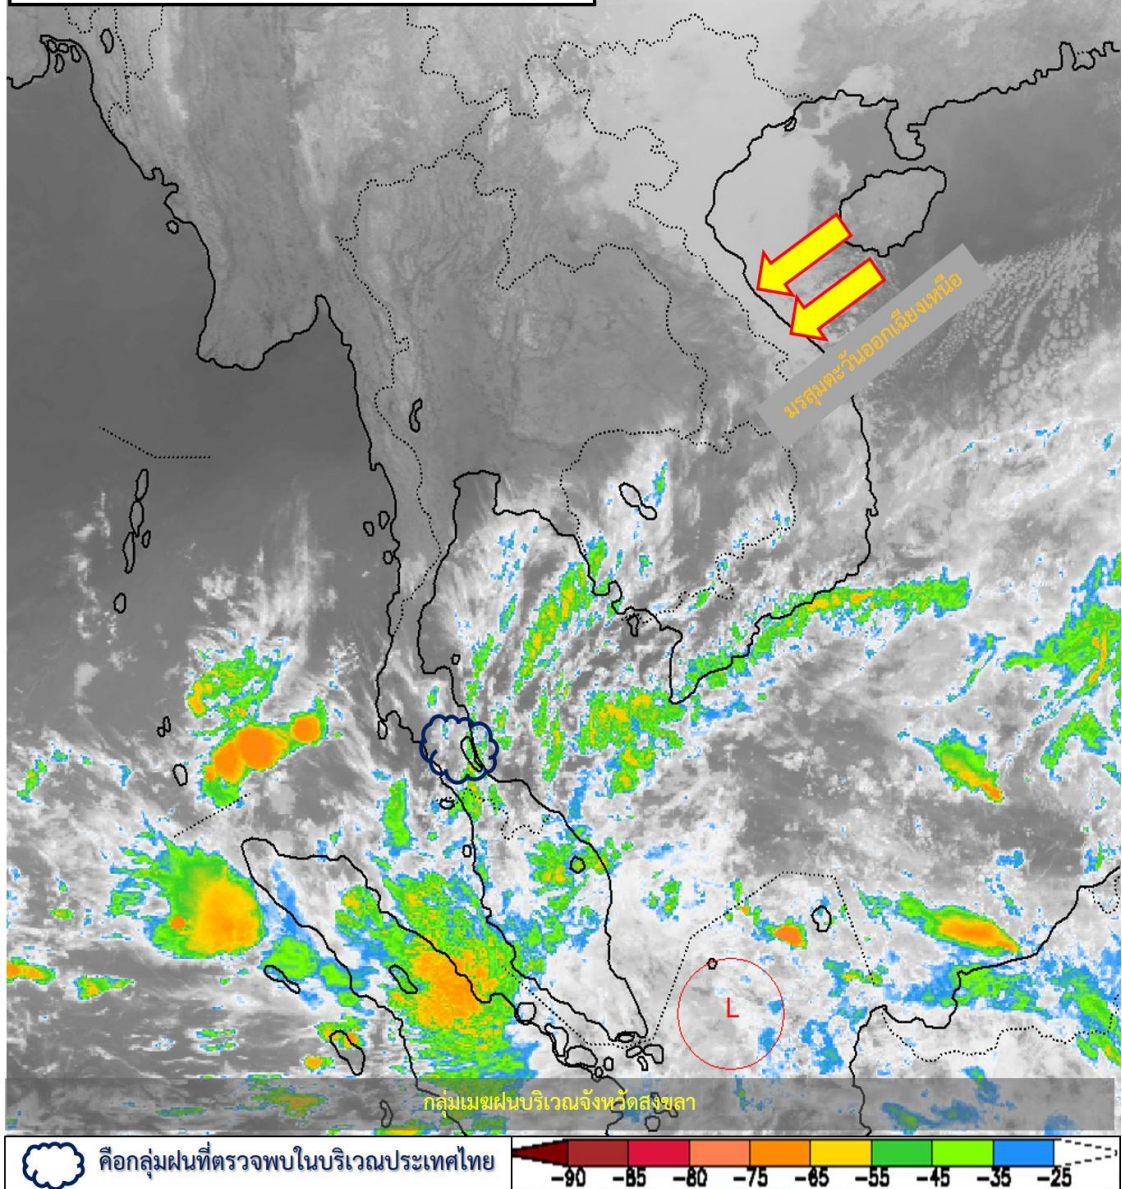 มรสุมตะวันออกเฉียงเหนือ
L
กลุ่มเมฆฝนบริเวณจังหวัดสงขลา
คือกลุ่มฝนที่ตรวจพบในบริเวณประเทศไทย
-90 -85 -80 -75 -65 -55 -45 -35 -25